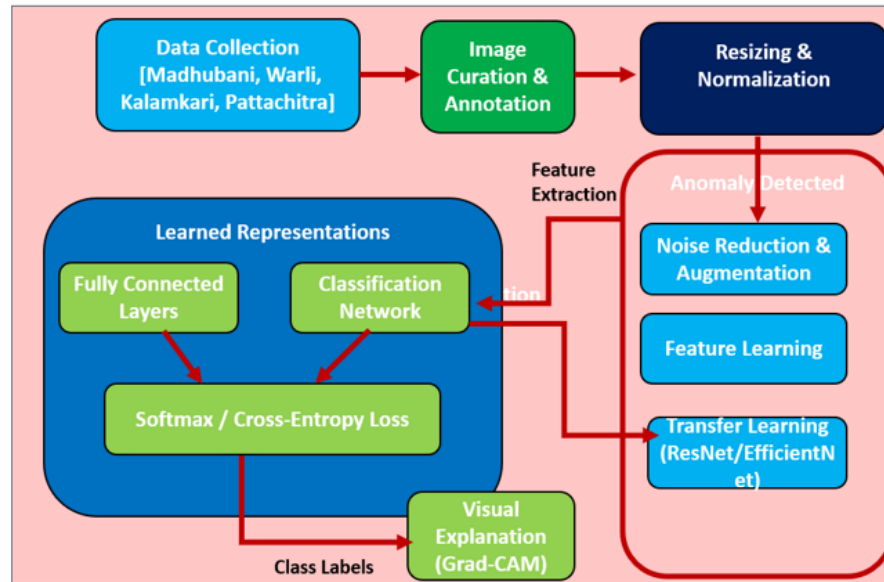 Data Collection
[Madhubani, Warli,
Kalamkari, Pattachitra]
Image
Curation &
Annotation
Resizing &
Normalization
Feature
Extraction
Anomaly Detected
Learned Representations
Noise Reduction &
Augmentation
Fully Connected
Layers
Classification
Network
tion
Feature Learning
Softmax / Cross-Entropy Loss
Transfer Learning
(ResNet/EfficientN
et)
Visual
Explanation
(Grad-CAM)
Class Labels